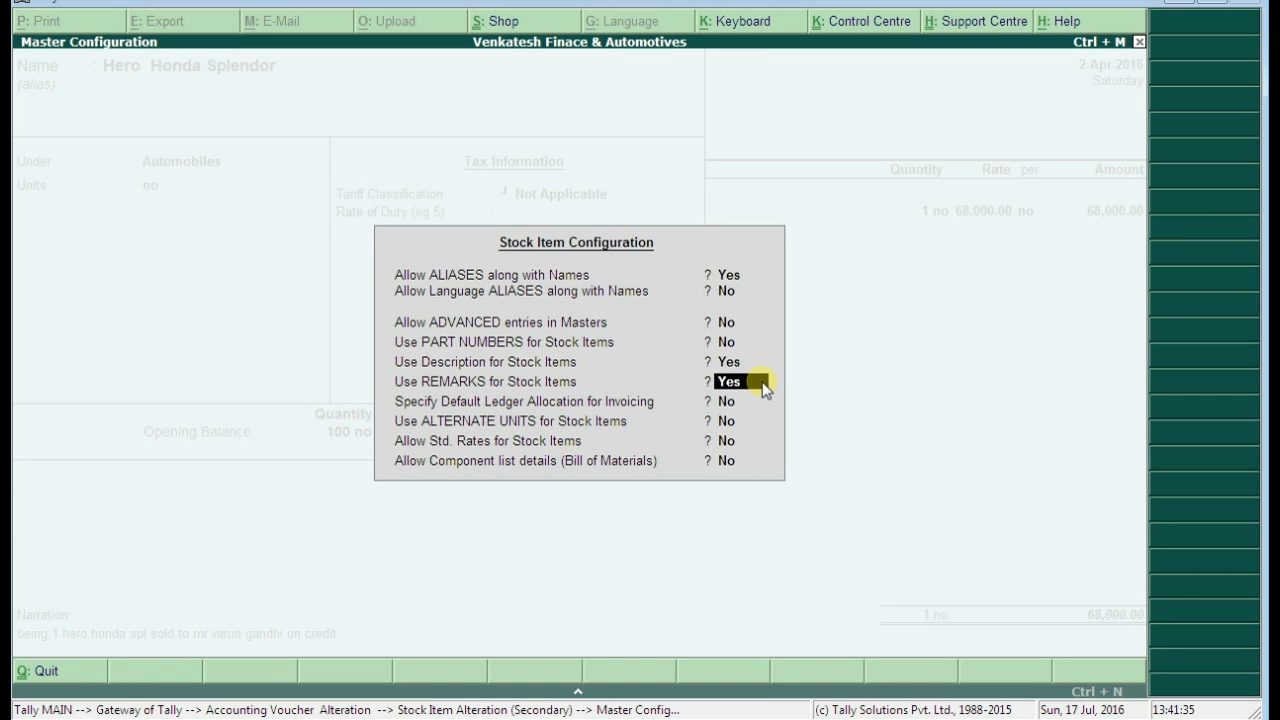 P: Print E: Export M: E-Mail O: Upload S: Shop G: Language K: Keyboard K: Control Centre H: Support Centre H: Help
Master Configuration Venkatesh Finace & Automotives Ctrl + M
Name : Hero Honda Splendor 2-Apr-2016
(alias) : Saturday
Under : Automobiles Tax Information Quantity Rate per Amount
Units : no
Tariff Classification : Not Applicable
Rate of Duty (eg 5) : 1 no 68,000.00 no 68,000.00
Stock Item Configuration
Allow ALIASES along with Names ? Yes
Allow Language ALIASES along with Names ? No
Allow ADVANCED entries in Masters ? No
Use PART NUMBERS for Stock Items ? No
Use Description for Stock Items ? Yes
Use REMARKS for Stock Items ? Yes
Specify Default Ledger Allocation for Invoicing ? No
Quantity
Use ALTERNATE UNITS for Stock Items ? No
Opening Balance : 100 no
Allow Std. Rates for Stock Items ? No
Allow Component list details (Bill of Materials) ? No
Narration: 1 no 68,000.00
being 1 hero honda spl sold to mr varun gandhi on credit
Q: Quit
Ctrl + N
Tally MAIN --> Gateway of Tally --> Accounting Voucher Alteration --> Stock Item Alteration (Secondary) --> Master Config... (c) Tally Solutions Pvt. Ltd., 1988-2015 Sun, 17 Jul, 2016 13:41:35